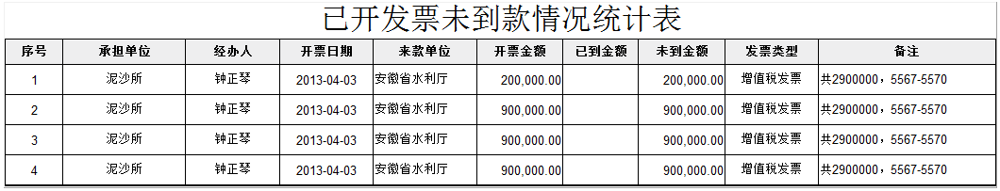 已开发票未到款情况统计表
序号 承担单位 经办人 开票日期 来款单位 开票金额 已到金额 未到金额 发票类型 备注
1 泥沙所 钟正琴 2013-04-03 安徽省水利厅 200,000.00 200,000.00 增值税发票 共2900000，5567-5570
2 泥沙所 钟正琴 2013-04-03 安徽省水利厅 900,000.00 900,000.00 增值税发票 共2900000，5567-5570
3 泥沙所 钟正琴 2013-04-03 安徽省水利厅 900,000.00 900,000.00 增值税发票 共2900000，5567-5570
4 泥沙所 钟正琴 2013-04-03 安徽省水利厅 900,000.00 900,000.00 增值税发票 共2900000，5567-5570